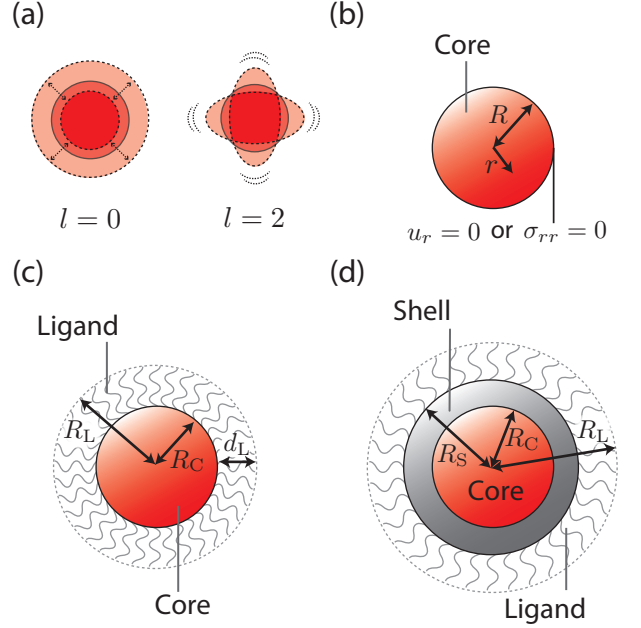 (a)
l = 0
l = 2
(b)
Core
R
r
u_r = 0 or σ_rr = 0
(c)
Ligand
R_L
R_C
d_L
Core
(d)
Shell
R_S
R_C
R_L
Core
Ligand